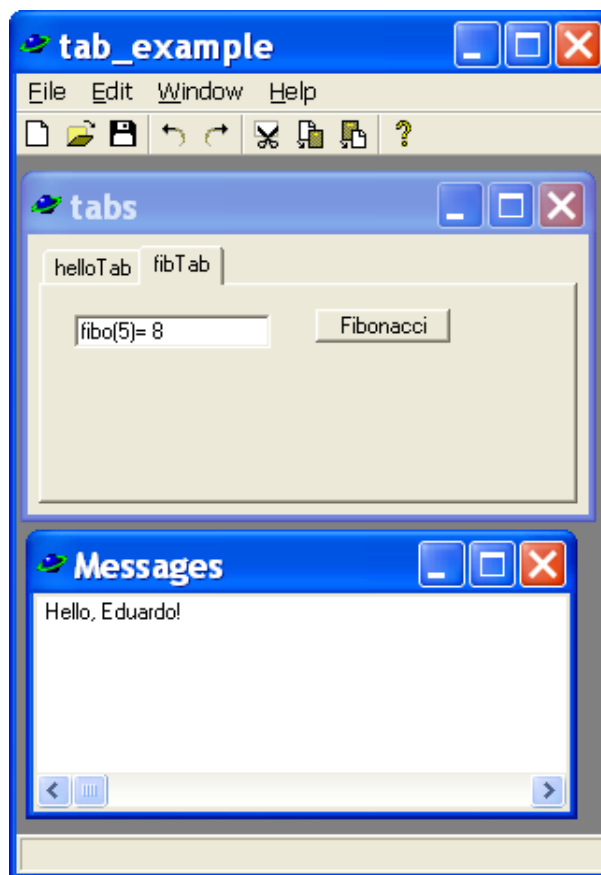 tab_example
File Edit Window Help
tabs
helloTab fibTab
fibo(5)= 8 Fibonacci
Messages
Hello, Eduardo!